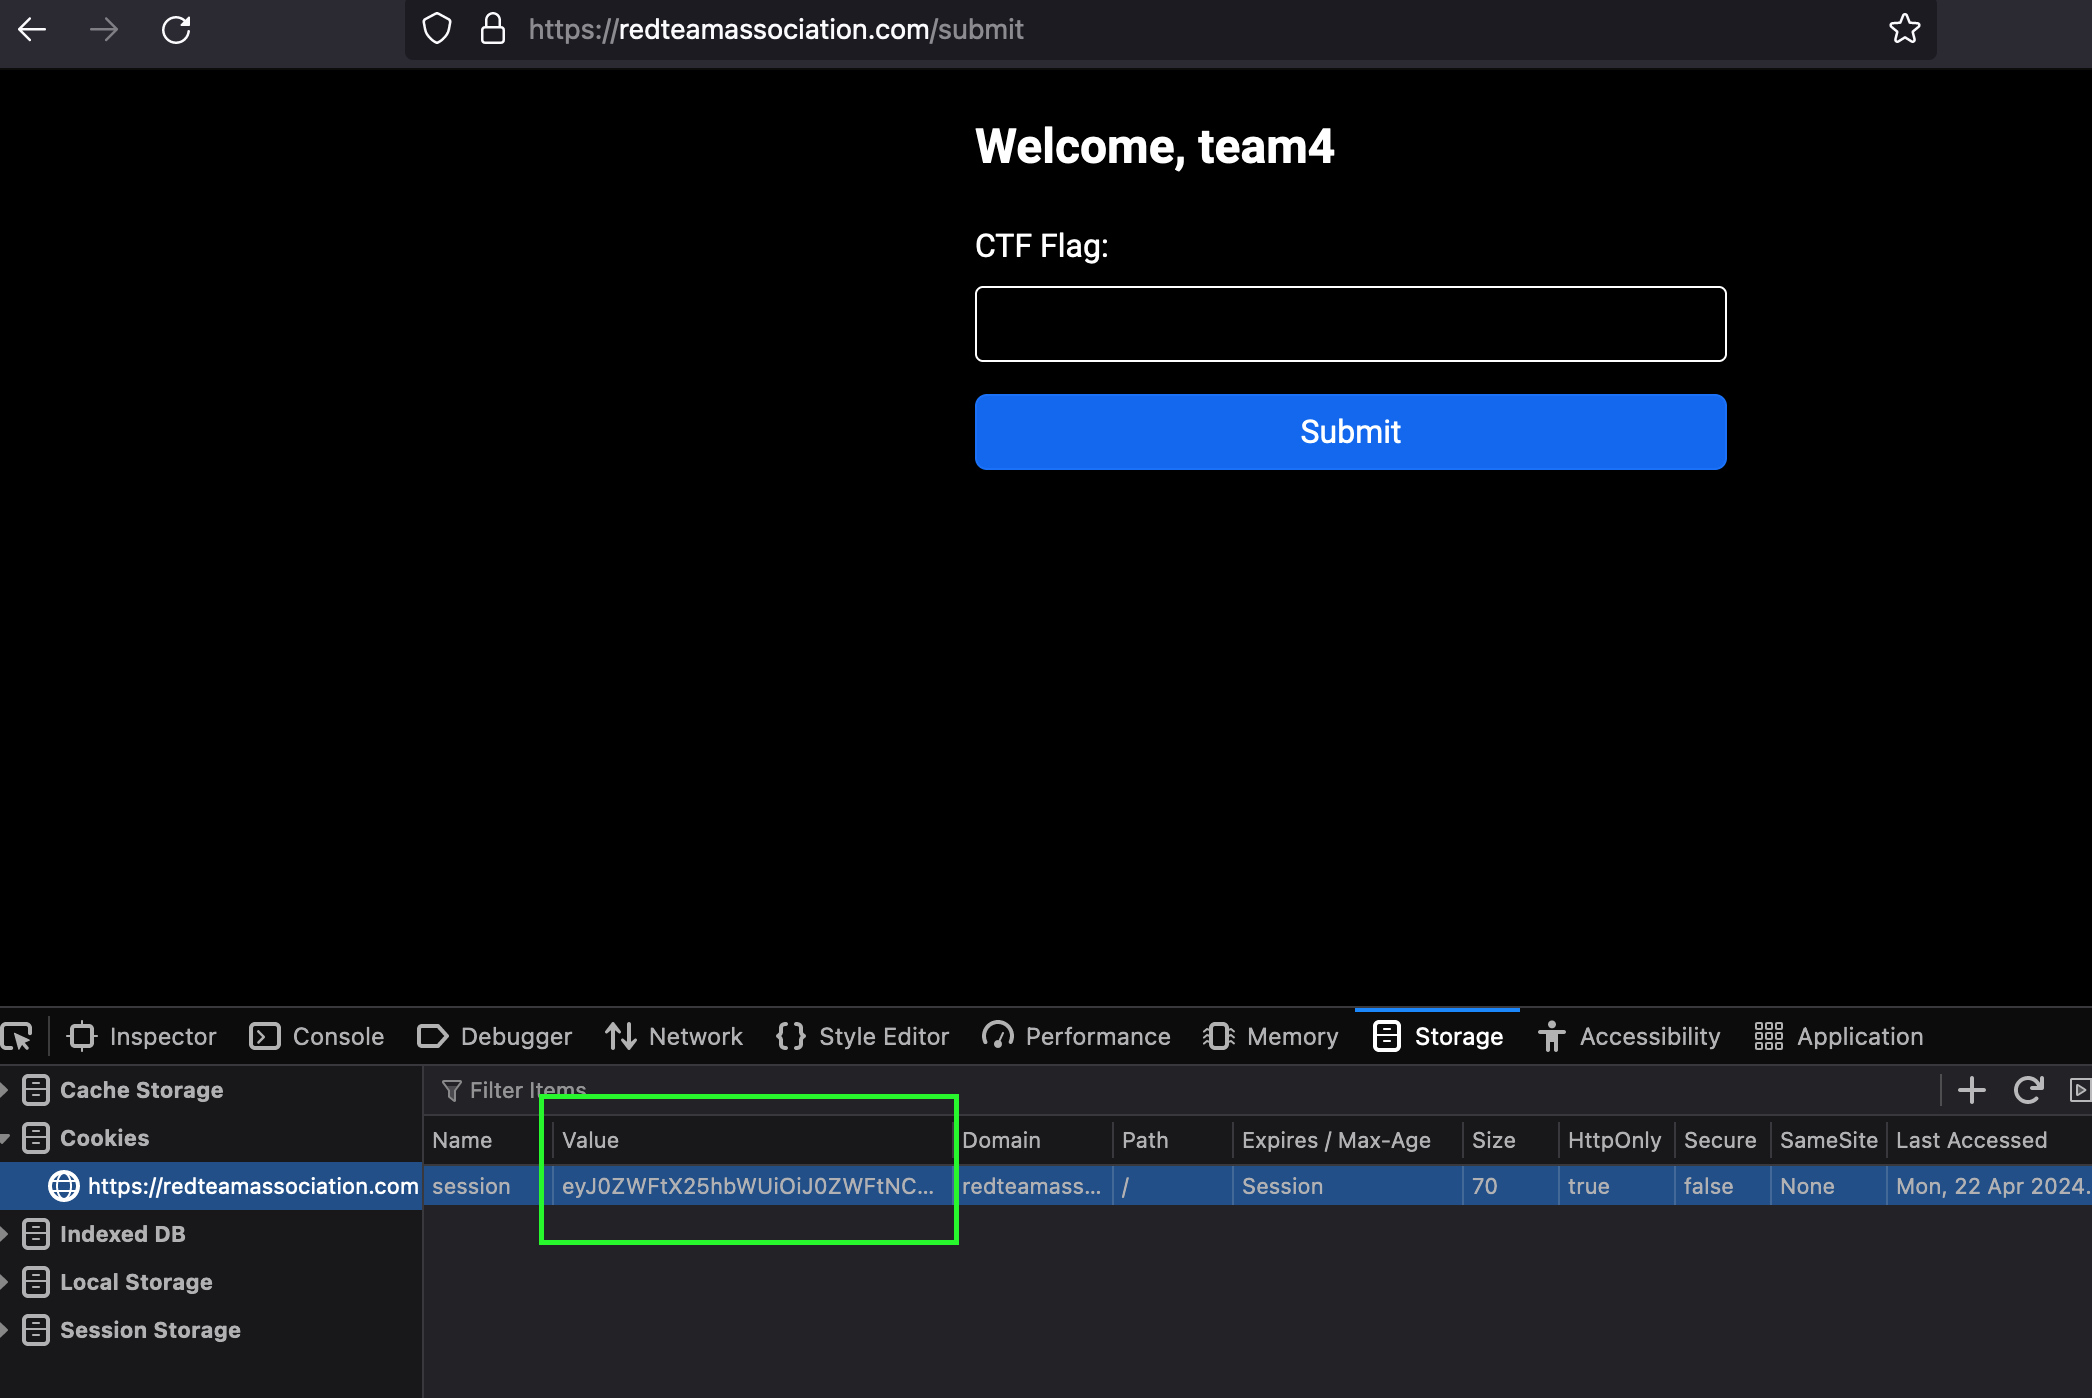 https://redteamassociation.com/submit
Welcome, team4
CTF Flag:
Submit
Inspector Console Debugger Network Style Editor Performance Memory Storage Accessibility Application
Cache Storage
Filter Items
Cookies
Name Value Domain Path Expires / Max-Age Size HttpOnly Secure SameSite Last Accessed
https://redteamassociation.com session eyJ0ZWFtX25hbWUiOiJ0ZWFtNC... redteamass... / Session 70 true false None Mon, 22 Apr 2024.
Indexed DB
Local Storage
Session Storage